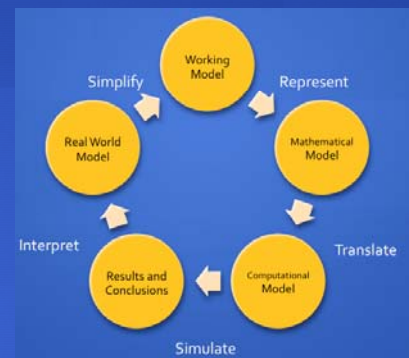 Working
Model
Simplify
Represent
Real World
Model
Mathematical
Model
Interpret
Translate
Results and
Conclusions
Computational
Model
Simulate